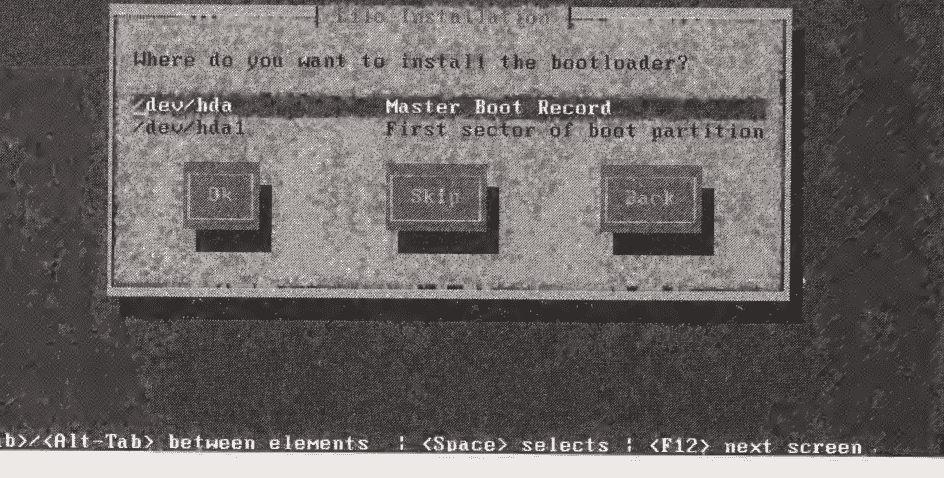 Lilo Installation
Where do you want to install the bootloader?
/dev/hda Master Boot Record
/dev/hda1 First sector of boot partition
Ok Skip Back
ab>/<Alt-Tab> between elements ¦ <Space> selects ¦ <F12> next screen